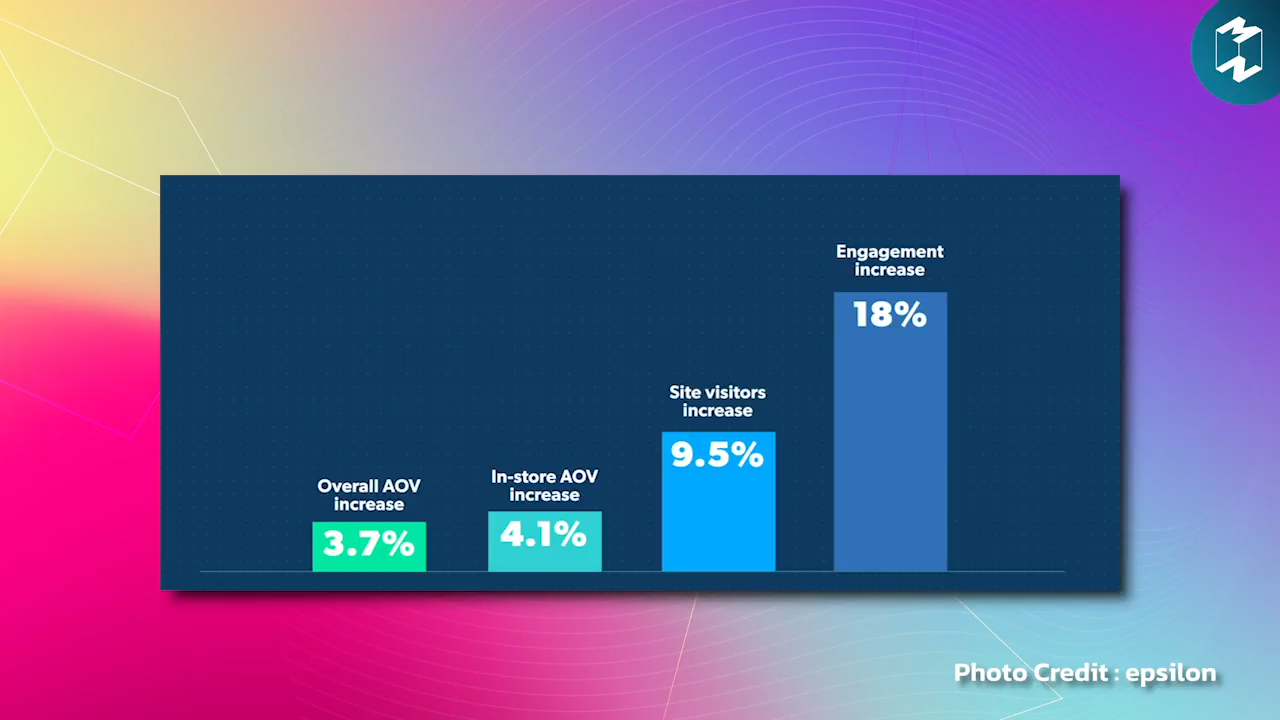 Engagement
increase
18%
Site visitors
increase
9.5%
In-store AOV
increase
4.1%
Overall AOV
increase
3.7%
Photo Credit : epsilon